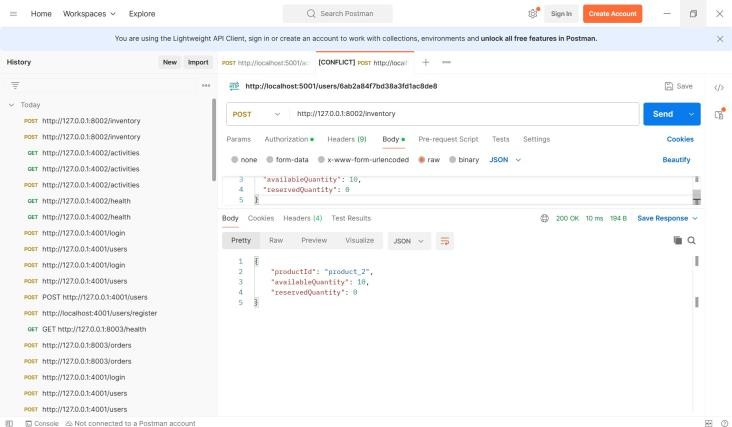 Home Workspaces Explore Search Postman Sign In Create Account
You are using the Lightweight API Client, sign in or create an account to work with collections, environments and unlock all free features in Postman.
History New Import
Today
POST http://127.0.0.1:8002/inventory
POST http://127.0.0.1:8002/inventory
GET http://127.0.0.1:4002/activities
GET http://127.0.0.1:4002/activities
POST http://127.0.0.1:4002/activities
GET http://127.0.0.1:4002/health
GET http://127.0.0.1:4002/health
POST http://127.0.0.1:4001/login
POST http://127.0.0.1:4001/users
POST http://127.0.0.1:4001/login
POST http://127.0.0.1:4001/users
POST POST http://127.0.0.1:4001/users
POST http://localhost:4001/users/register
GET GET http://127.0.0.1:8003/health
POST http://127.0.0.1:8003/orders
POST http://127.0.0.1:8003/orders
POST http://127.0.0.1:4001/login
POST http://127.0.0.1:4001/users
POST http://127.0.0.1:4001/users
POST http://localhost:5001/ [CONFLICT] POST http://local
http://localhost:5001/users/6ab2a84f7bd38a3fd1ac8de8 Save
POST http://127.0.0.1:8002/inventory Send
Params Authorization Headers (9) Body Pre-request Script Tests Settings Cookies
none form-data x-www-form-urlencoded raw binary JSON Beautify
3 "availableQuantity": 10,
4 "reservedQuantity": 0
5 }
Body Cookies Headers (4) Test Results 200 OK 10 ms 194 B Save Response
Pretty Raw Preview Visualize JSON
1 {
2 "productId": "product_2",
3 "availableQuantity": 10,
4 "reservedQuantity": 0
5 }
Console Not connected to a Postman account